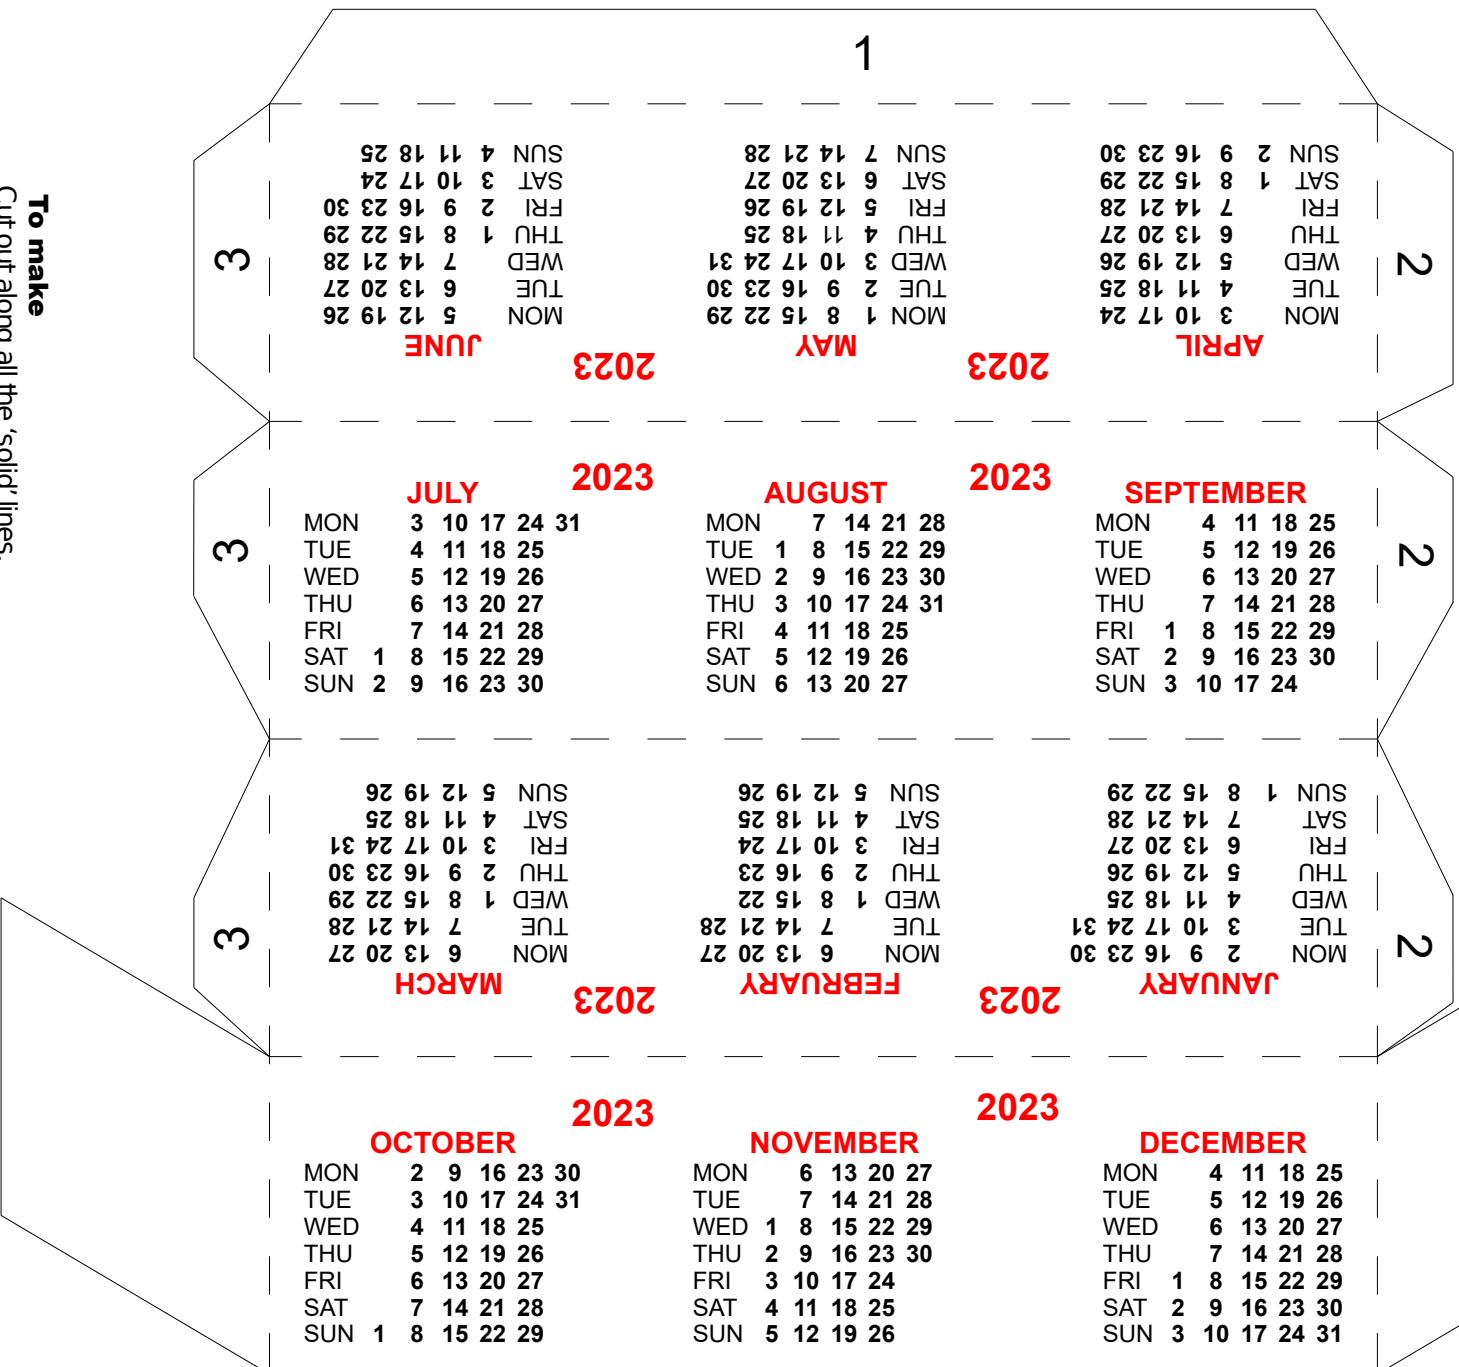 To make
Cut out along all the 'solid' lines.
1
3
2
APRIL
MON 3 10 17 24
TUE 4 11 18 25
WED 5 12 19 26
THU 6 13 20 27
FRI 7 14 21 28
SAT 1 8 15 22 29
SUN 2 9 16 23 30
2023
MAY
MON 1 8 15 22 29
TUE 2 9 16 23 30
WED 3 10 17 24 31
THU 4 11 18 25
FRI 5 12 19 26
SAT 6 13 20 27
SUN 7 14 21 28
2023
JUNE
MON 5 12 19 26
TUE 6 13 20 27
WED 7 14 21 28
THU 1 8 15 22 29
FRI 2 9 16 23 30
SAT 3 10 17 24
SUN 4 11 18 25
3
2
JULY
MON 3 10 17 24 31
TUE 4 11 18 25
WED 5 12 19 26
THU 6 13 20 27
FRI 7 14 21 28
SAT 1 8 15 22 29
SUN 2 9 16 23 30
2023
AUGUST
MON 7 14 21 28
TUE 1 8 15 22 29
WED 2 9 16 23 30
THU 3 10 17 24 31
FRI 4 11 18 25
SAT 5 12 19 26
SUN 6 13 20 27
2023
SEPTEMBER
MON 4 11 18 25
TUE 5 12 19 26
WED 6 13 20 27
THU 7 14 21 28
FRI 1 8 15 22 29
SAT 2 9 16 23 30
SUN 3 10 17 24
3
2
JANUARY
MON 2 9 16 23 30
TUE 3 10 17 24 31
WED 4 11 18 25
THU 5 12 19 26
FRI 6 13 20 27
SAT 7 14 21 28
SUN 1 8 15 22 29
2023
FEBRUARY
MON 6 13 20 27
TUE 7 14 21 28
WED 1 8 15 22
THU 2 9 16 23
FRI 3 10 17 24
SAT 4 11 18 25
SUN 5 12 19 26
2023
MARCH
MON 6 13 20 27
TUE 7 14 21 28
WED 1 8 15 22 29
THU 2 9 16 23 30
FRI 3 10 17 24 31
SAT 4 11 18 25
SUN 5 12 19 26
OCTOBER
MON 2 9 16 23 30
TUE 3 10 17 24 31
WED 4 11 18 25
THU 5 12 19 26
FRI 6 13 20 27
SAT 7 14 21 28
SUN 1 8 15 22 29
2023
NOVEMBER
MON 6 13 20 27
TUE 7 14 21 28
WED 1 8 15 22 29
THU 2 9 16 23 30
FRI 3 10 17 24
SAT 4 11 18 25
SUN 5 12 19 26
2023
DECEMBER
MON 4 11 18 25
TUE 5 12 19 26
WED 6 13 20 27
THU 7 14 21 28
FRI 1 8 15 22 29
SAT 2 9 16 23 30
SUN 3 10 17 24 31